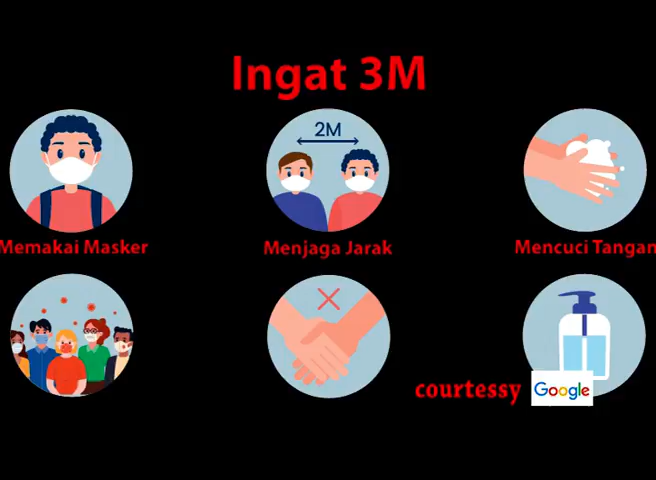 Ingat 3M
2M
Memakai Masker
Menjaga Jarak
Mencuci Tangan
courtessy Google